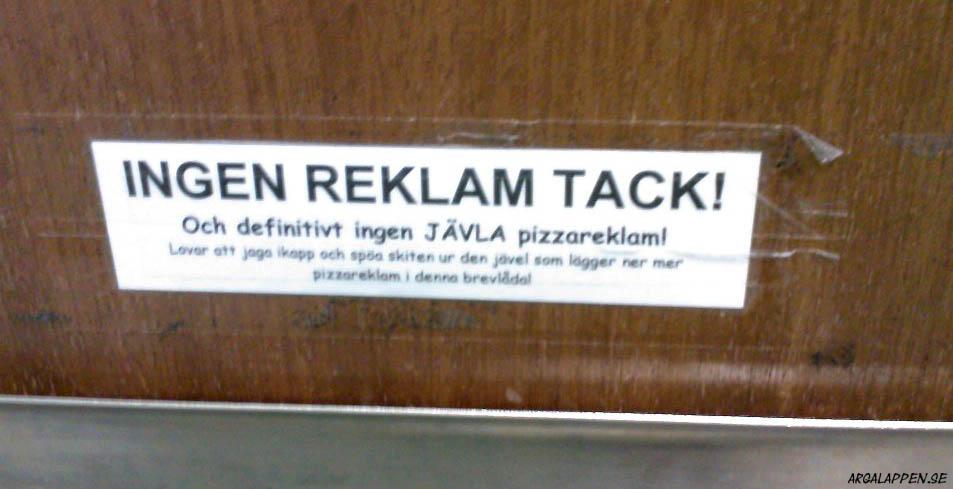 INGEN REKLAM TACK!
Och definitivt ingen JÄVLA pizzareklam!
Lovar att jaga ikapp och spöa skiten ur den jävel som lägger ner mer
pizzareklam i denna brevlåda!
ARGALAPPEN.SE